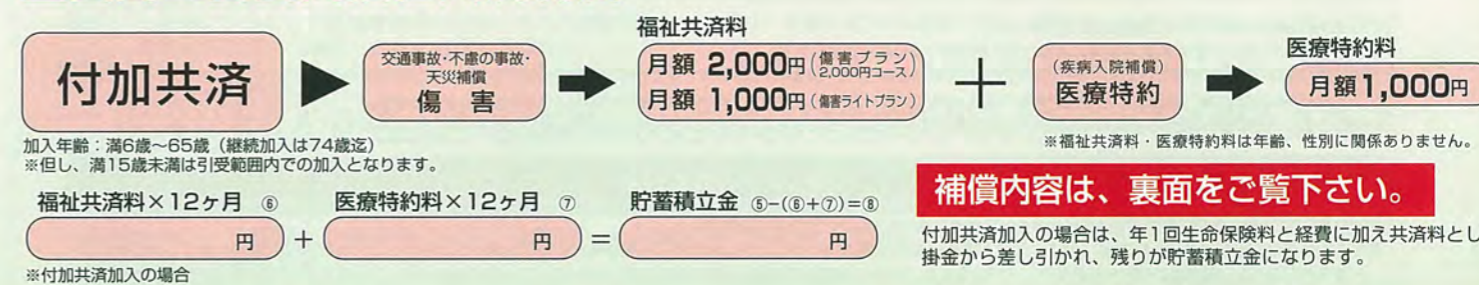 付加共済
交通事故・不慮の事故・
天災補償
傷 害
福祉共済料
月額 2,000円(傷害プラン 2,000円コース)
月額 1,000円(傷害ライトプラン)
+
(疾病入院補償)
医療特約
医療特約料
月額1,000円
加入年齢：満6歳～65歳（継続加入は74歳迄）
※但し、満15歳未満は引受範囲内での加入となります。
※福祉共済料・医療特約料は年齢、性別に関係ありません。
福祉共済料×12ヶ月 ⑥
円
+
医療特約料×12ヶ月 ⑦
円
=
貯蓄積立金 ⑤-(⑥+⑦)=⑧
円
※付加共済加入の場合
補償内容は、裏面をご覧下さい。
付加共済加入の場合は、年1回生命保険料と経費に加え共済料とし
掛金から差し引かれ、残りが貯蓄積立金になります。